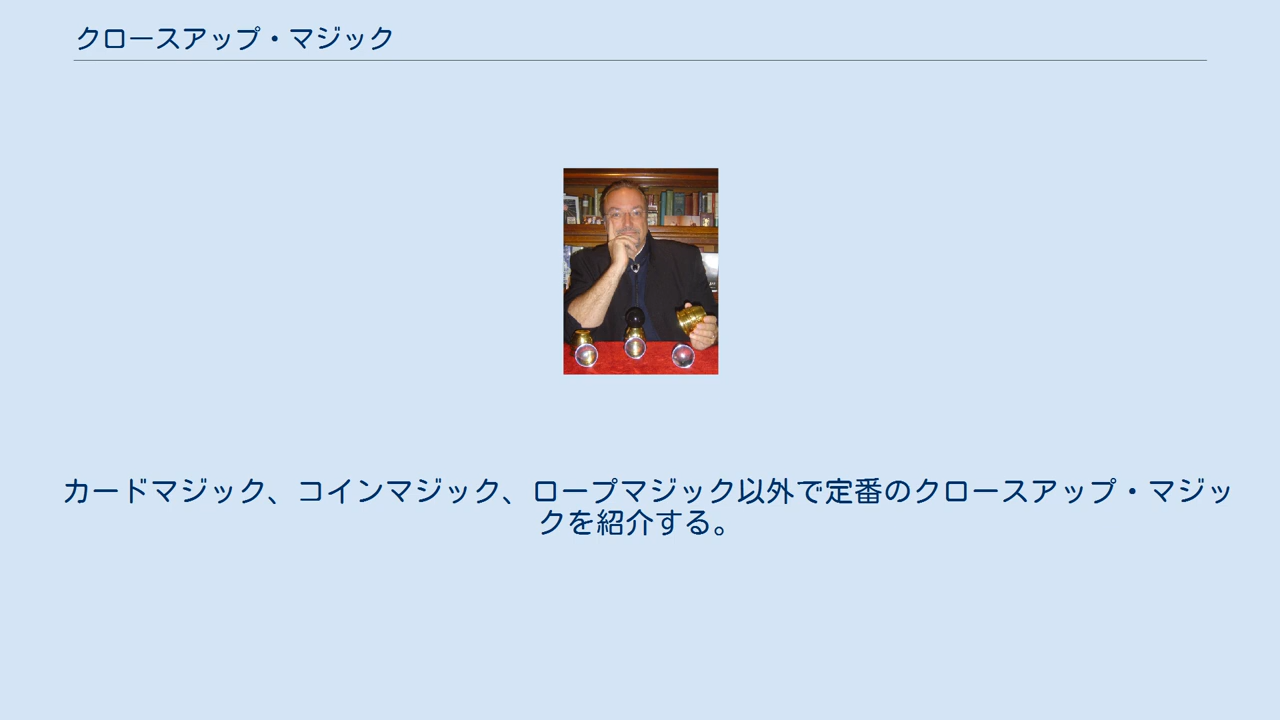 クロースアップ・マジック
カードマジック、コインマジック、ロープマジック以外で定番のクロースアップ・マジッ
クを紹介する。